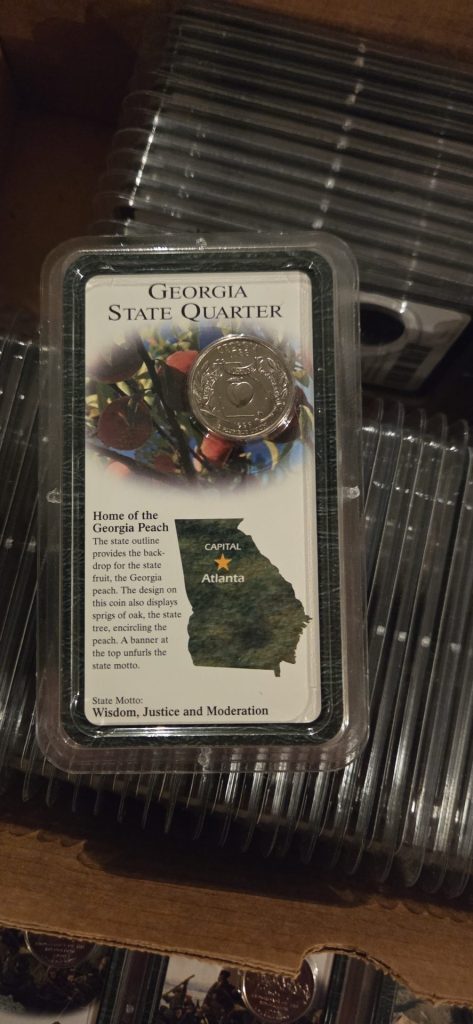 GEORGIA
STATE QUARTER
Home of the
Georgia Peach
The state outline
provides the back-
drop for the state
fruit, the Georgia
peach. The design on
this coin also displays
sprigs of oak, the state
tree, encircling the
peach. A banner at
the top unfurls the
state motto.
CAPITAL
Atlanta
State Motto:
Wisdom, Justice and Moderation